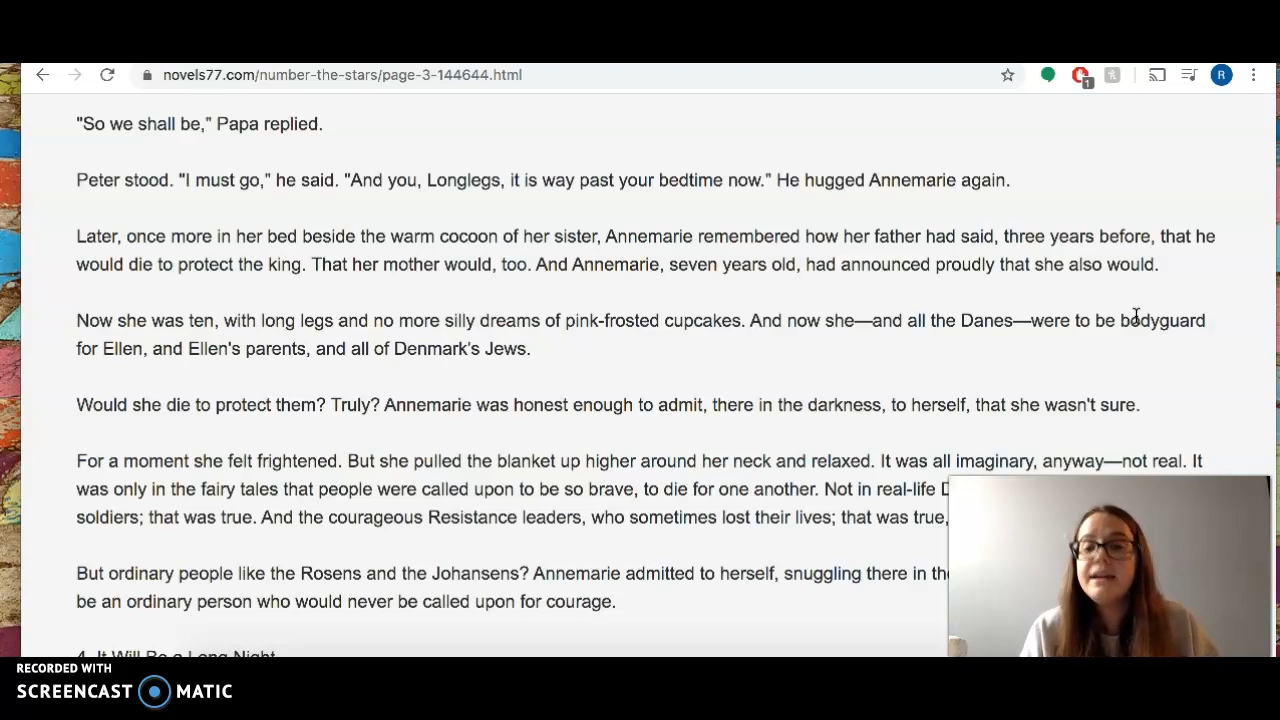 novels77.com/number-the-stars/page-3-144644.html
1
R
"So we shall be," Papa replied.
Peter stood. "I must go," he said. "And you, Longlegs, it is way past your bedtime now." He hugged Annemarie again.
Later, once more in her bed beside the warm cocoon of her sister, Annemarie remembered how her father had said, three years before, that he
would die to protect the king. That her mother would, too. And Annemarie, seven years old, had announced proudly that she also would.
Now she was ten, with long legs and no more silly dreams of pink-frosted cupcakes. And now she—and all the Danes—were to be bodyguard
for Ellen, and Ellen's parents, and all of Denmark's Jews.
Would she die to protect them? Truly? Annemarie was honest enough to admit, there in the darkness, to herself, that she wasn't sure.
For a moment she felt frightened. But she pulled the blanket up higher around her neck and relaxed. It was all imaginary, anyway—not real. It
was only in the fairy tales that people were called upon to be so brave, to die for one another. Not in real-life
soldiers; that was true. And the courageous Resistance leaders, who sometimes lost their lives; that was true,
But ordinary people like the Rosens and the Johansens? Annemarie admitted to herself, snuggling there in
be an ordinary person who would never be called upon for courage.
4. It Will Be a Long Night
RECORDED WITH
SCREENCAST MATIC